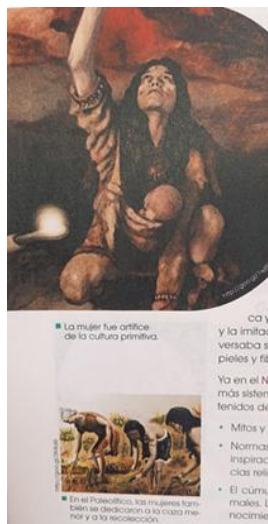 La mujer fue artífice
de la cultura primitiva.
En el Paleolítico, las mujeres tam-
bién se dedicaron a la caza me-
nor y a la recolección.
ca y
y la imitac
versaba s
pieles y fib
Ya en el N
más sistem
tenidos de
• Mitos y
• Normas
inspirac
cias reli
• El cúmu
males. L
nocimie